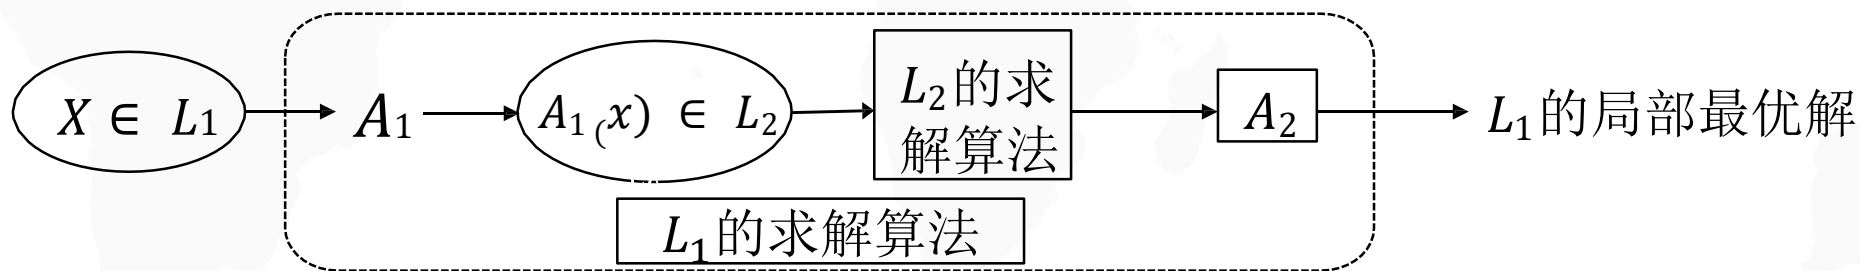 X ∈ L₁
A₁
A₁(x) ∈ L₂
L₂的求
解算法
A₂
L₁的局部最优解
L₁的求解算法